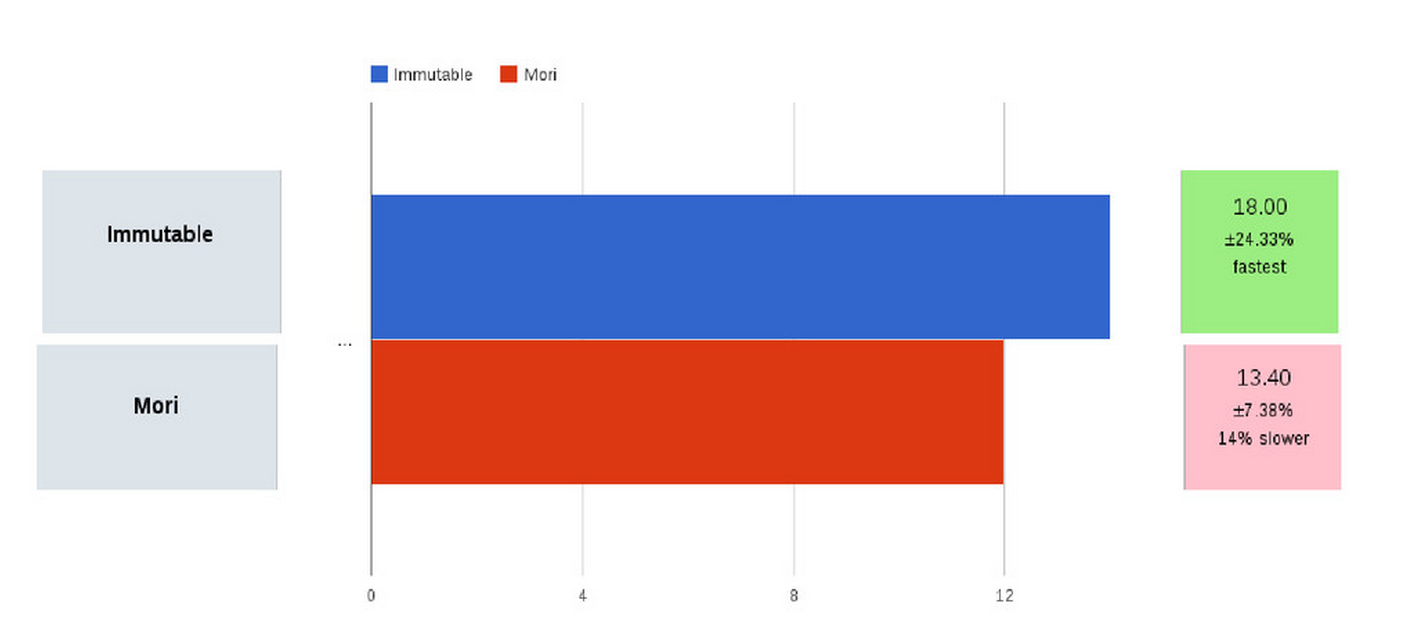 Immutable Mori
Immutable
18.00
±24.33%
fastest
...
Mori
13.40
±7.38%
14% slower
0 4 8 12